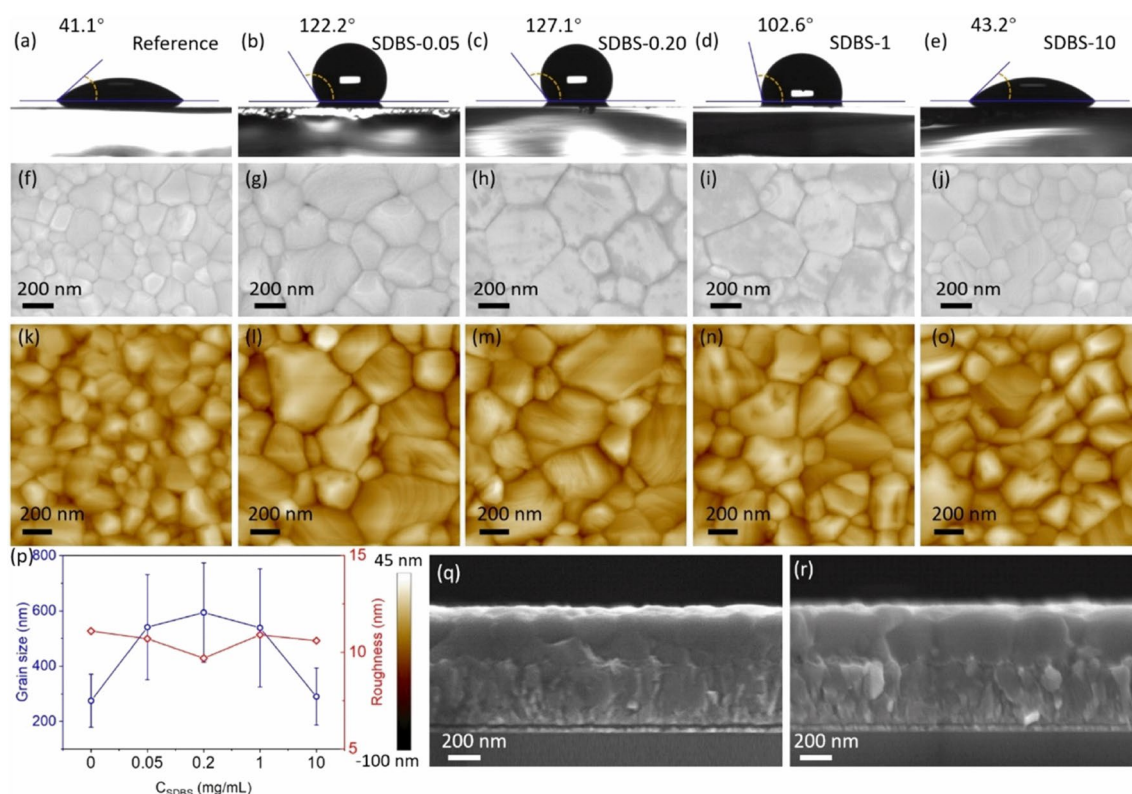 41.1° 122.2° 127.1° 102.6° 43.2°
(a) Reference (b) SDBS-0.05 (c) SDBS-0.20 (d) SDBS-1 (e) SDBS-10
(f) (g) (h) (i) (j)
200 nm 200 nm 200 nm 200 nm 200 nm
(k) (l) (m) (n) (o)
200 nm 200 nm 200 nm 200 nm 200 nm
(p)
800
600
400
200
Grain size (nm)
0 0.05 0.2 1 10
C_SDBS (mg/mL)
15
10
5
Roughness (nm)
45 nm
-100 nm
(q) (r)
200 nm 200 nm